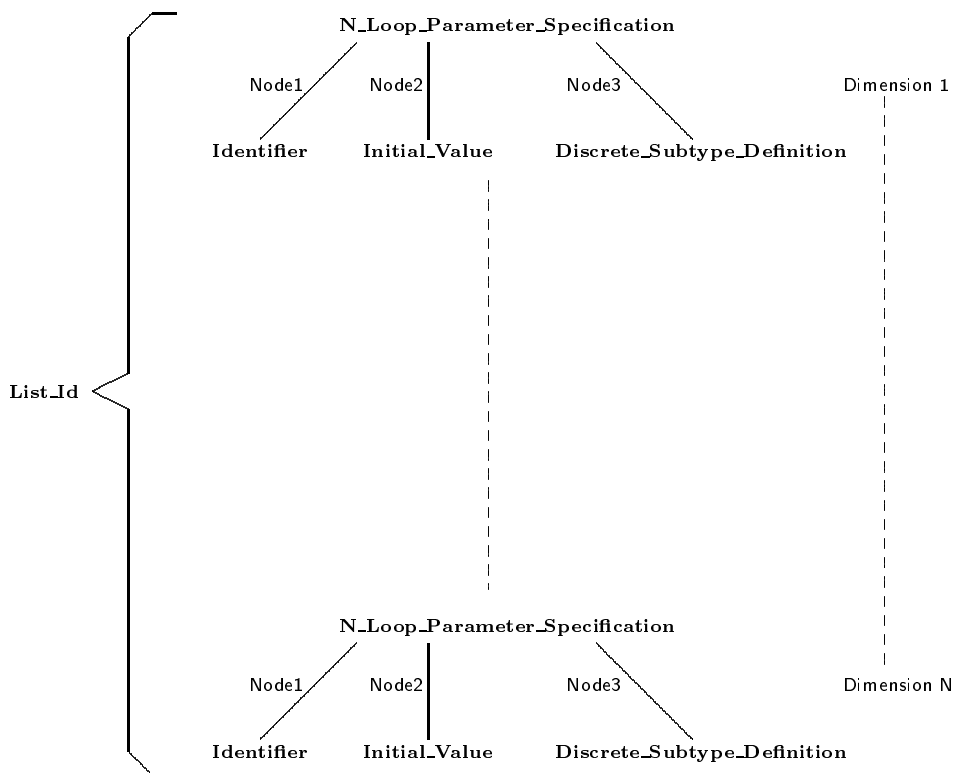 N_Loop_Parameter_Specification
Node1 Node2 Node3 Dimension 1
Identifier Initial_Value Discrete_Subtype_Definition
List_Id
N_Loop_Parameter_Specification
Node1 Node2 Node3 Dimension N
Identifier Initial_Value Discrete_Subtype_Definition